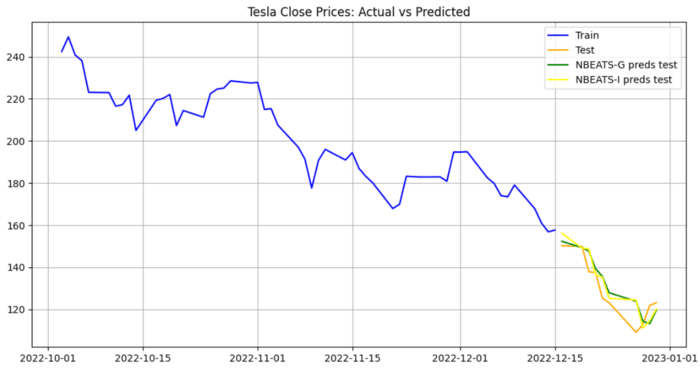 Tesla Close Prices: Actual vs Predicted
Train
Test
NBEATS-G preds test
NBEATS-I preds test
240
220
200
180
160
140
120
2022-10-01
2022-10-15
2022-11-01
2022-11-15
2022-12-01
2022-12-15
2023-01-01